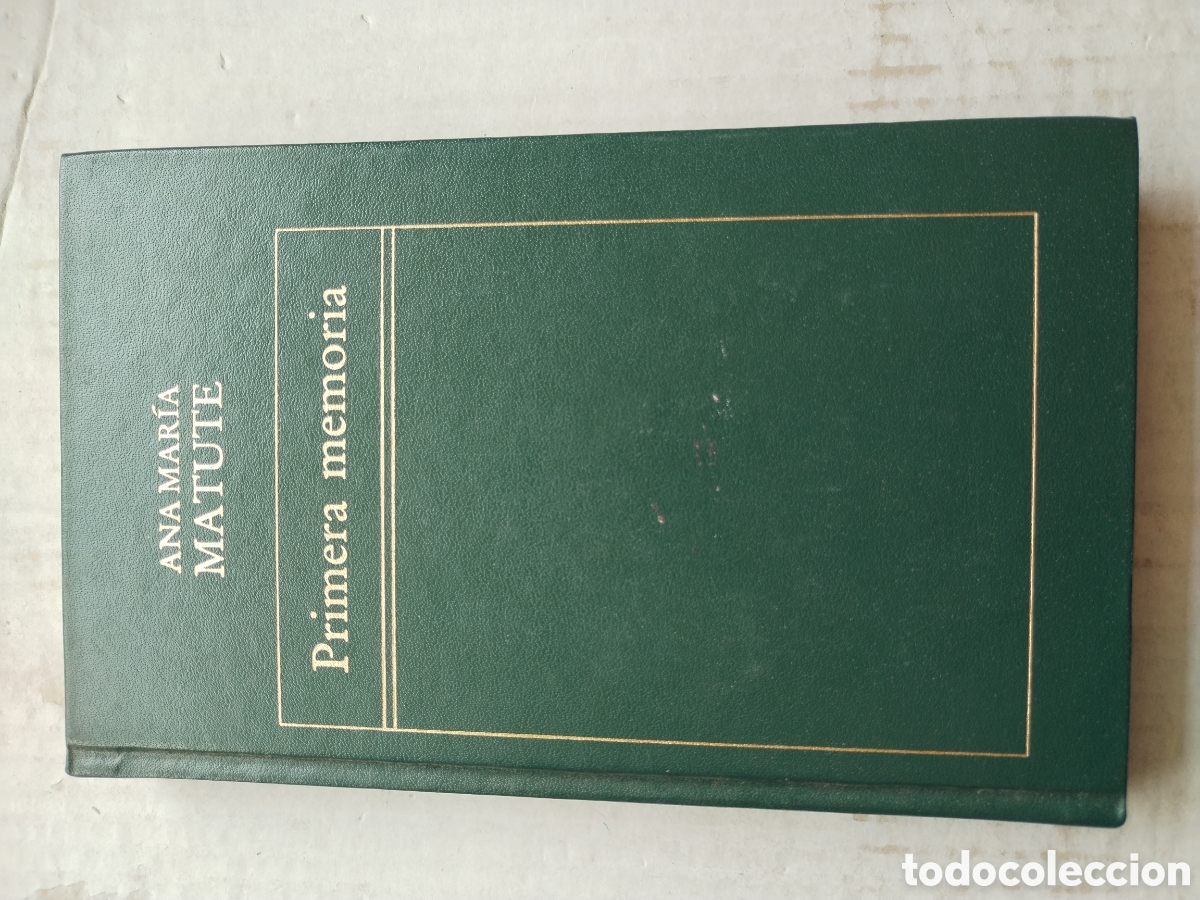 ANA MARÍA
MATUTE
Primera memoria
todocoleccion